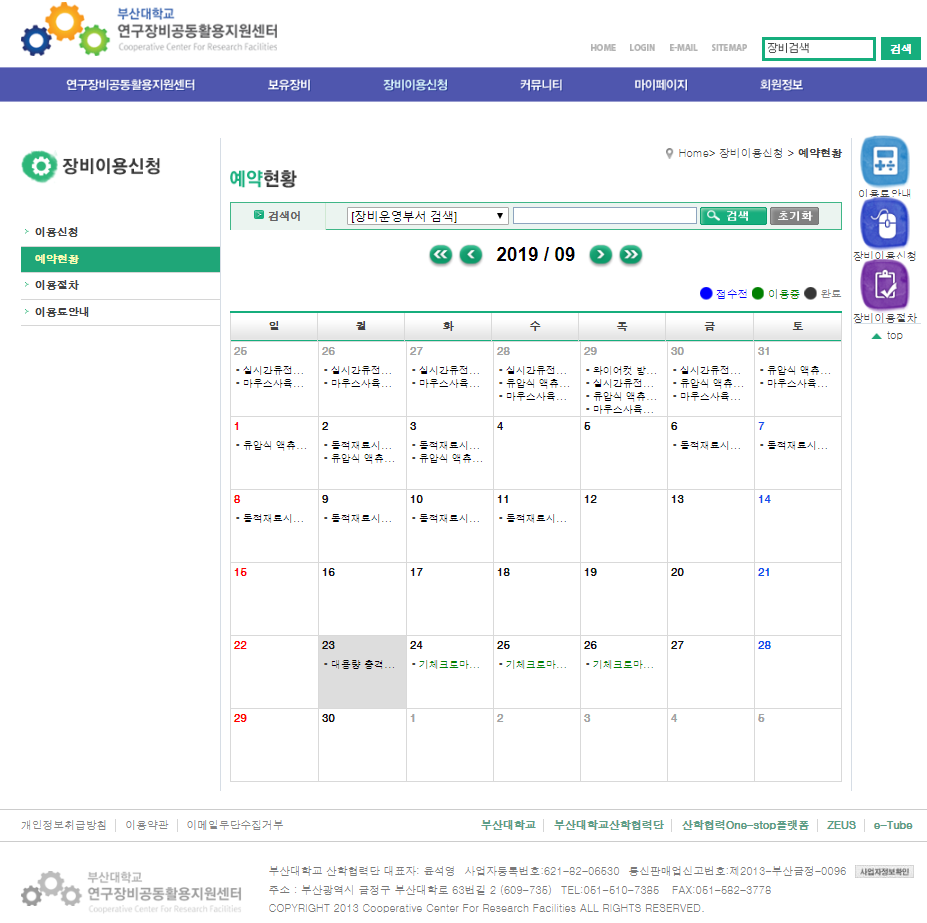 부산대학교
연구장비공동활용지원센터
Cooperative Center For Research Facilities
HOME LOGIN E-MAIL SITEMAP 장비검색 검색
연구장비공동활용지원센터 보유장비 장비이용신청 커뮤니티 마이페이지 회원정보
장비이용신청
이용신청
예약현황
이용절차
이용료안내
Home> 장비이용신청 > 예약현황
예약현황
검색어 [장비운영부서 검색] 검색 초기화
2019 / 09
접수전 이용중 완료
일 월 화 수 목 금 토
25 26 27 28 29 30 31
실시간유전... 실시간유전... 실시간유전... 실시간유전... 와이어컷 방... 실시간유전... 유압식 액츄...
마우스사육... 마우스사육... 마우스사육... 유압식 액츄... 실시간유전... 유압식 액츄... 마우스사육...
마우스사육... 유압식 액츄... 마우스사육...
마우스사육...
1 2 3 4 5 6 7
유압식 액츄... 동적재료시... 동적재료시... 동적재료시... 동적재료시...
유압식 액츄... 유압식 액츄...
8 9 10 11 12 13 14
동적재료시... 동적재료시... 동적재료시... 동적재료시...
15 16 17 18 19 20 21
22 23 24 25 26 27 28
대용량 충격... 기체크로마... 기체크로마... 기체크로마...
29 30 1 2 3 4 5
이용료안내
장비이용신청
장비이용절차
top
개인정보취급방침 이용약관 이메일무단수집거부 부산대학교 부산대학교산학협력단 산학협력One-stop플랫폼 ZEUS e-Tube
부산대학교
연구장비공동활용지원센터
Cooperative Center For Research Facilities
부산대학교 산학협력단 대표자: 윤석영 사업자등록번호:621-82-06530 통신판매업신고번호:제2013-부산금정-0096 사업자정보확인
주소 : 부산광역시 금정구 부산대학로 63번길 2 (609-735) TEL:051-510-7385 FAX:051-582-3778
COPYRIGHT 2013 Cooperative Center For Research Facilities ALL RIGHTS RESERVED.